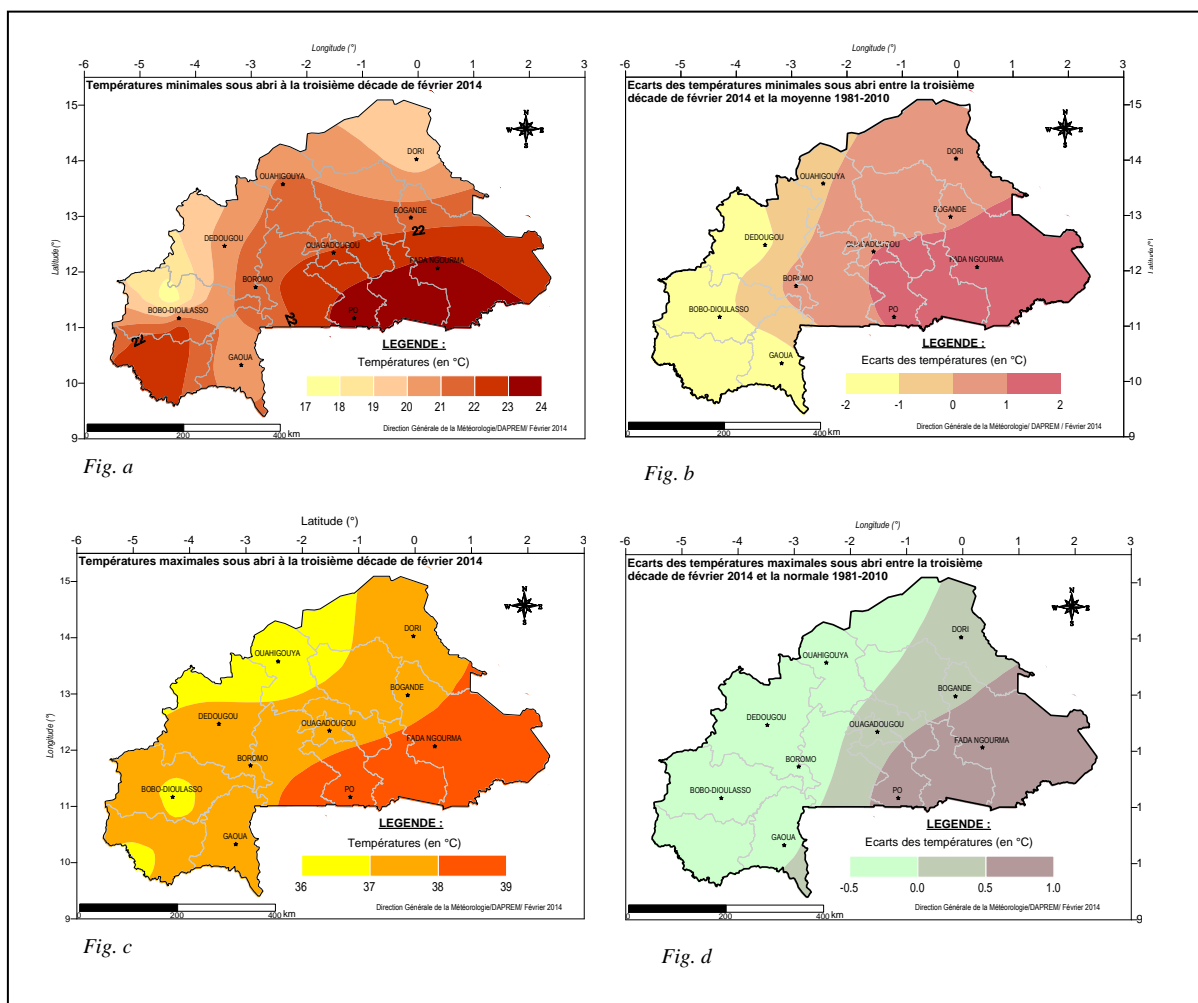 Longitude (°)
-6 -5 -4 -3 -2 -1 0 1 2 3
Températures minimales sous abri à la troisième décade de février 2014
15
14
13
12
11
10
9
Latitude (°)
N
W E
S
DORI
OUAHIGOUYA
BOGANDE
22
DEDOUGOU
OUAGADOUGOU
FADA NGOURMA
BOROMO
BOBO-DIOULASSO
PO
22
22
GAOUA
LEGENDE :
Températures (en °C)
17 18 19 20 21 22 23 24
0 200 400 km
Direction Générale de la Météorologie/DAPREM/ Février 2014
Fig. a
Longitude (°)
-6 -5 -4 -3 -2 -1 0 1 2 3
Ecarts des températures minimales sous abri entre la troisième
décade de février 2014 et la moyenne 1981-2010
15
14
13
12
11
10
9
Latitude (°)
N
W E
S
DORI
OUAHIGOUYA
BOGANDE
DEDOUGOU
OUAGADOUGOU
FADA NGOURMA
BOROMO
BOBO-DIOULASSO
PO
GAOUA
LEGENDE :
Ecarts des températures (en °C)
-2 -1 0 1 2
0 200 400 km
Direction Générale de la Météorologie/ DAPREM / Février 2014
Fig. b
Latitude (°)
-6 -5 -4 -3 -2 -1 0 1 2 3
Températures maximales sous abri à la troisième décade de février 2014
15
14
13
12
11
10
9
Longitude (°)
N
W E
S
DORI
OUAHIGOUYA
BOGANDE
DEDOUGOU
OUAGADOUGOU
FADA NGOURMA
BOROMO
BOBO-DIOULASSO
PO
GAOUA
LEGENDE :
Températures (en °C)
36 37 38 39
0 200 400 km
Direction Générale de la Météorologie/DAPREM/ Février 2014
Fig. c
Longitude (°)
-6 -5 -4 -3 -2 -1 0 1 2 3
Ecarts des températures maximales sous abri entre la troisième
décade de février 2014 et la normale 1981-2010
1
1
1
1
1
1
9
N
W E
S
DORI
OUAHIGOUYA
BOGANDE
DEDOUGOU
OUAGADOUGOU
FADA NGOURMA
BOROMO
BOBO-DIOULASSO
PO
GAOUA
LEGENDE :
Ecarts des températures (en °C)
-0.5 0.0 0.5 1.0
0 200 400 km
Direction Générale de la Météorologie/DAPREM/ Février 2014
Fig. d